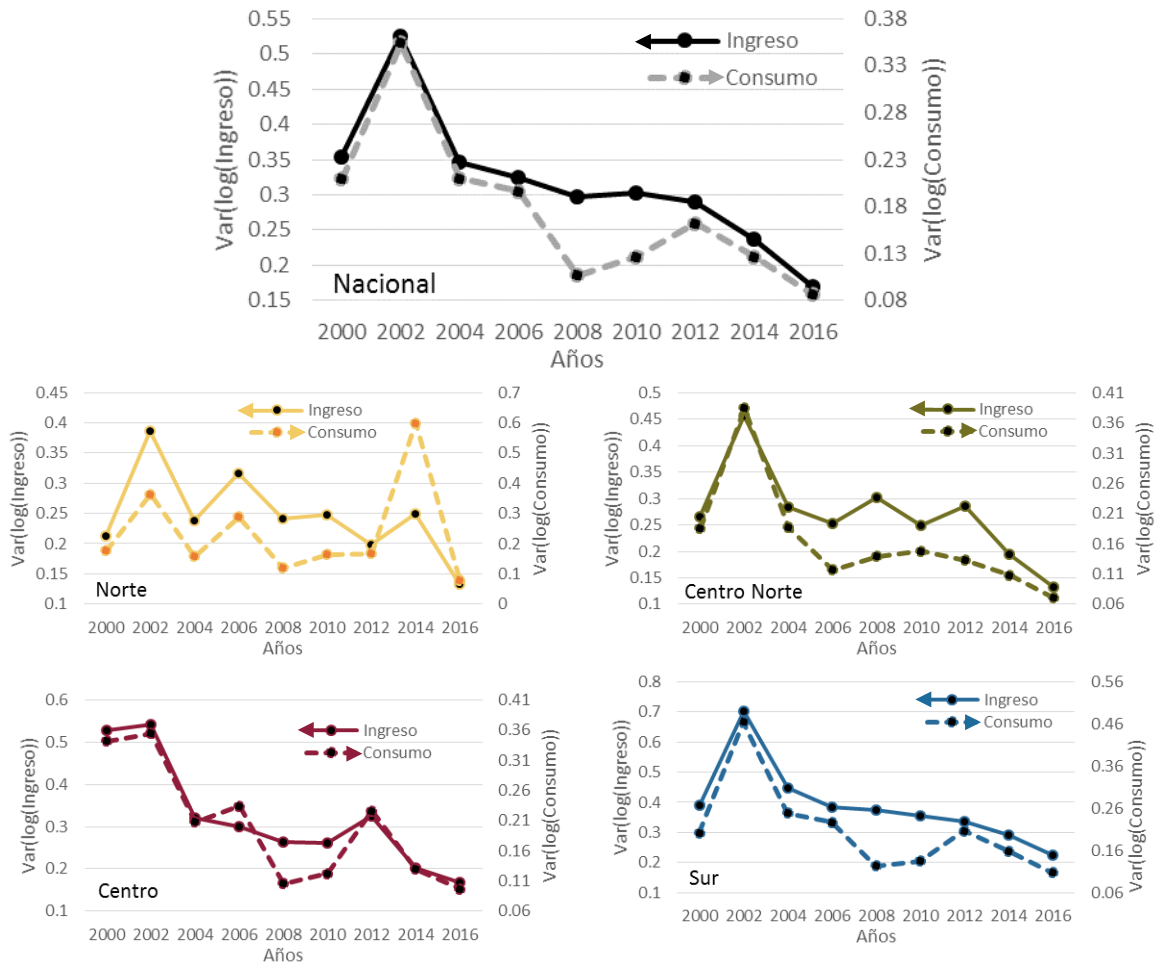 Var(log(Ingreso))
0.55
0.5
0.45
0.4
0.35
0.3
0.25
0.2
0.15
Ingreso
Consumo
Nacional
0.38
0.33
0.28
0.23
0.18
0.13
0.08
Var(log(Consumo))
2000 2002 2004 2006 2008 2010 2012 2014 2016
Años
Var(log(Ingreso))
0.45
0.4
0.35
0.3
0.25
0.2
0.15
0.1
Ingreso
Consumo
Norte
0.7
0.6
0.5
0.4
0.3
0.2
0.1
0
Var(log(Consumo))
2000 2002 2004 2006 2008 2010 2012 2014 2016
Años
Var(log(Ingreso))
0.5
0.45
0.4
0.35
0.3
0.25
0.2
0.15
0.1
Ingreso
Consumo
Centro Norte
0.41
0.36
0.31
0.26
0.21
0.16
0.11
0.06
Var(log(Consumo))
2000 2002 2004 2006 2008 2010 2012 2014 2016
Años
Var(log(Ingreso))
0.6
0.5
0.4
0.3
0.2
0.1
Ingreso
Consumo
Centro
0.41
0.36
0.31
0.26
0.21
0.16
0.11
0.06
Var(log(Consumo))
2000 2002 2004 2006 2008 2010 2012 2014 2016
Años
Var(log(Ingreso))
0.8
0.7
0.6
0.5
0.4
0.3
0.2
0.1
Ingreso
Consumo
Sur
0.56
0.46
0.36
0.26
0.16
0.06
Var(log(Consumo))
2000 2002 2004 2006 2008 2010 2012 2014 2016
Años